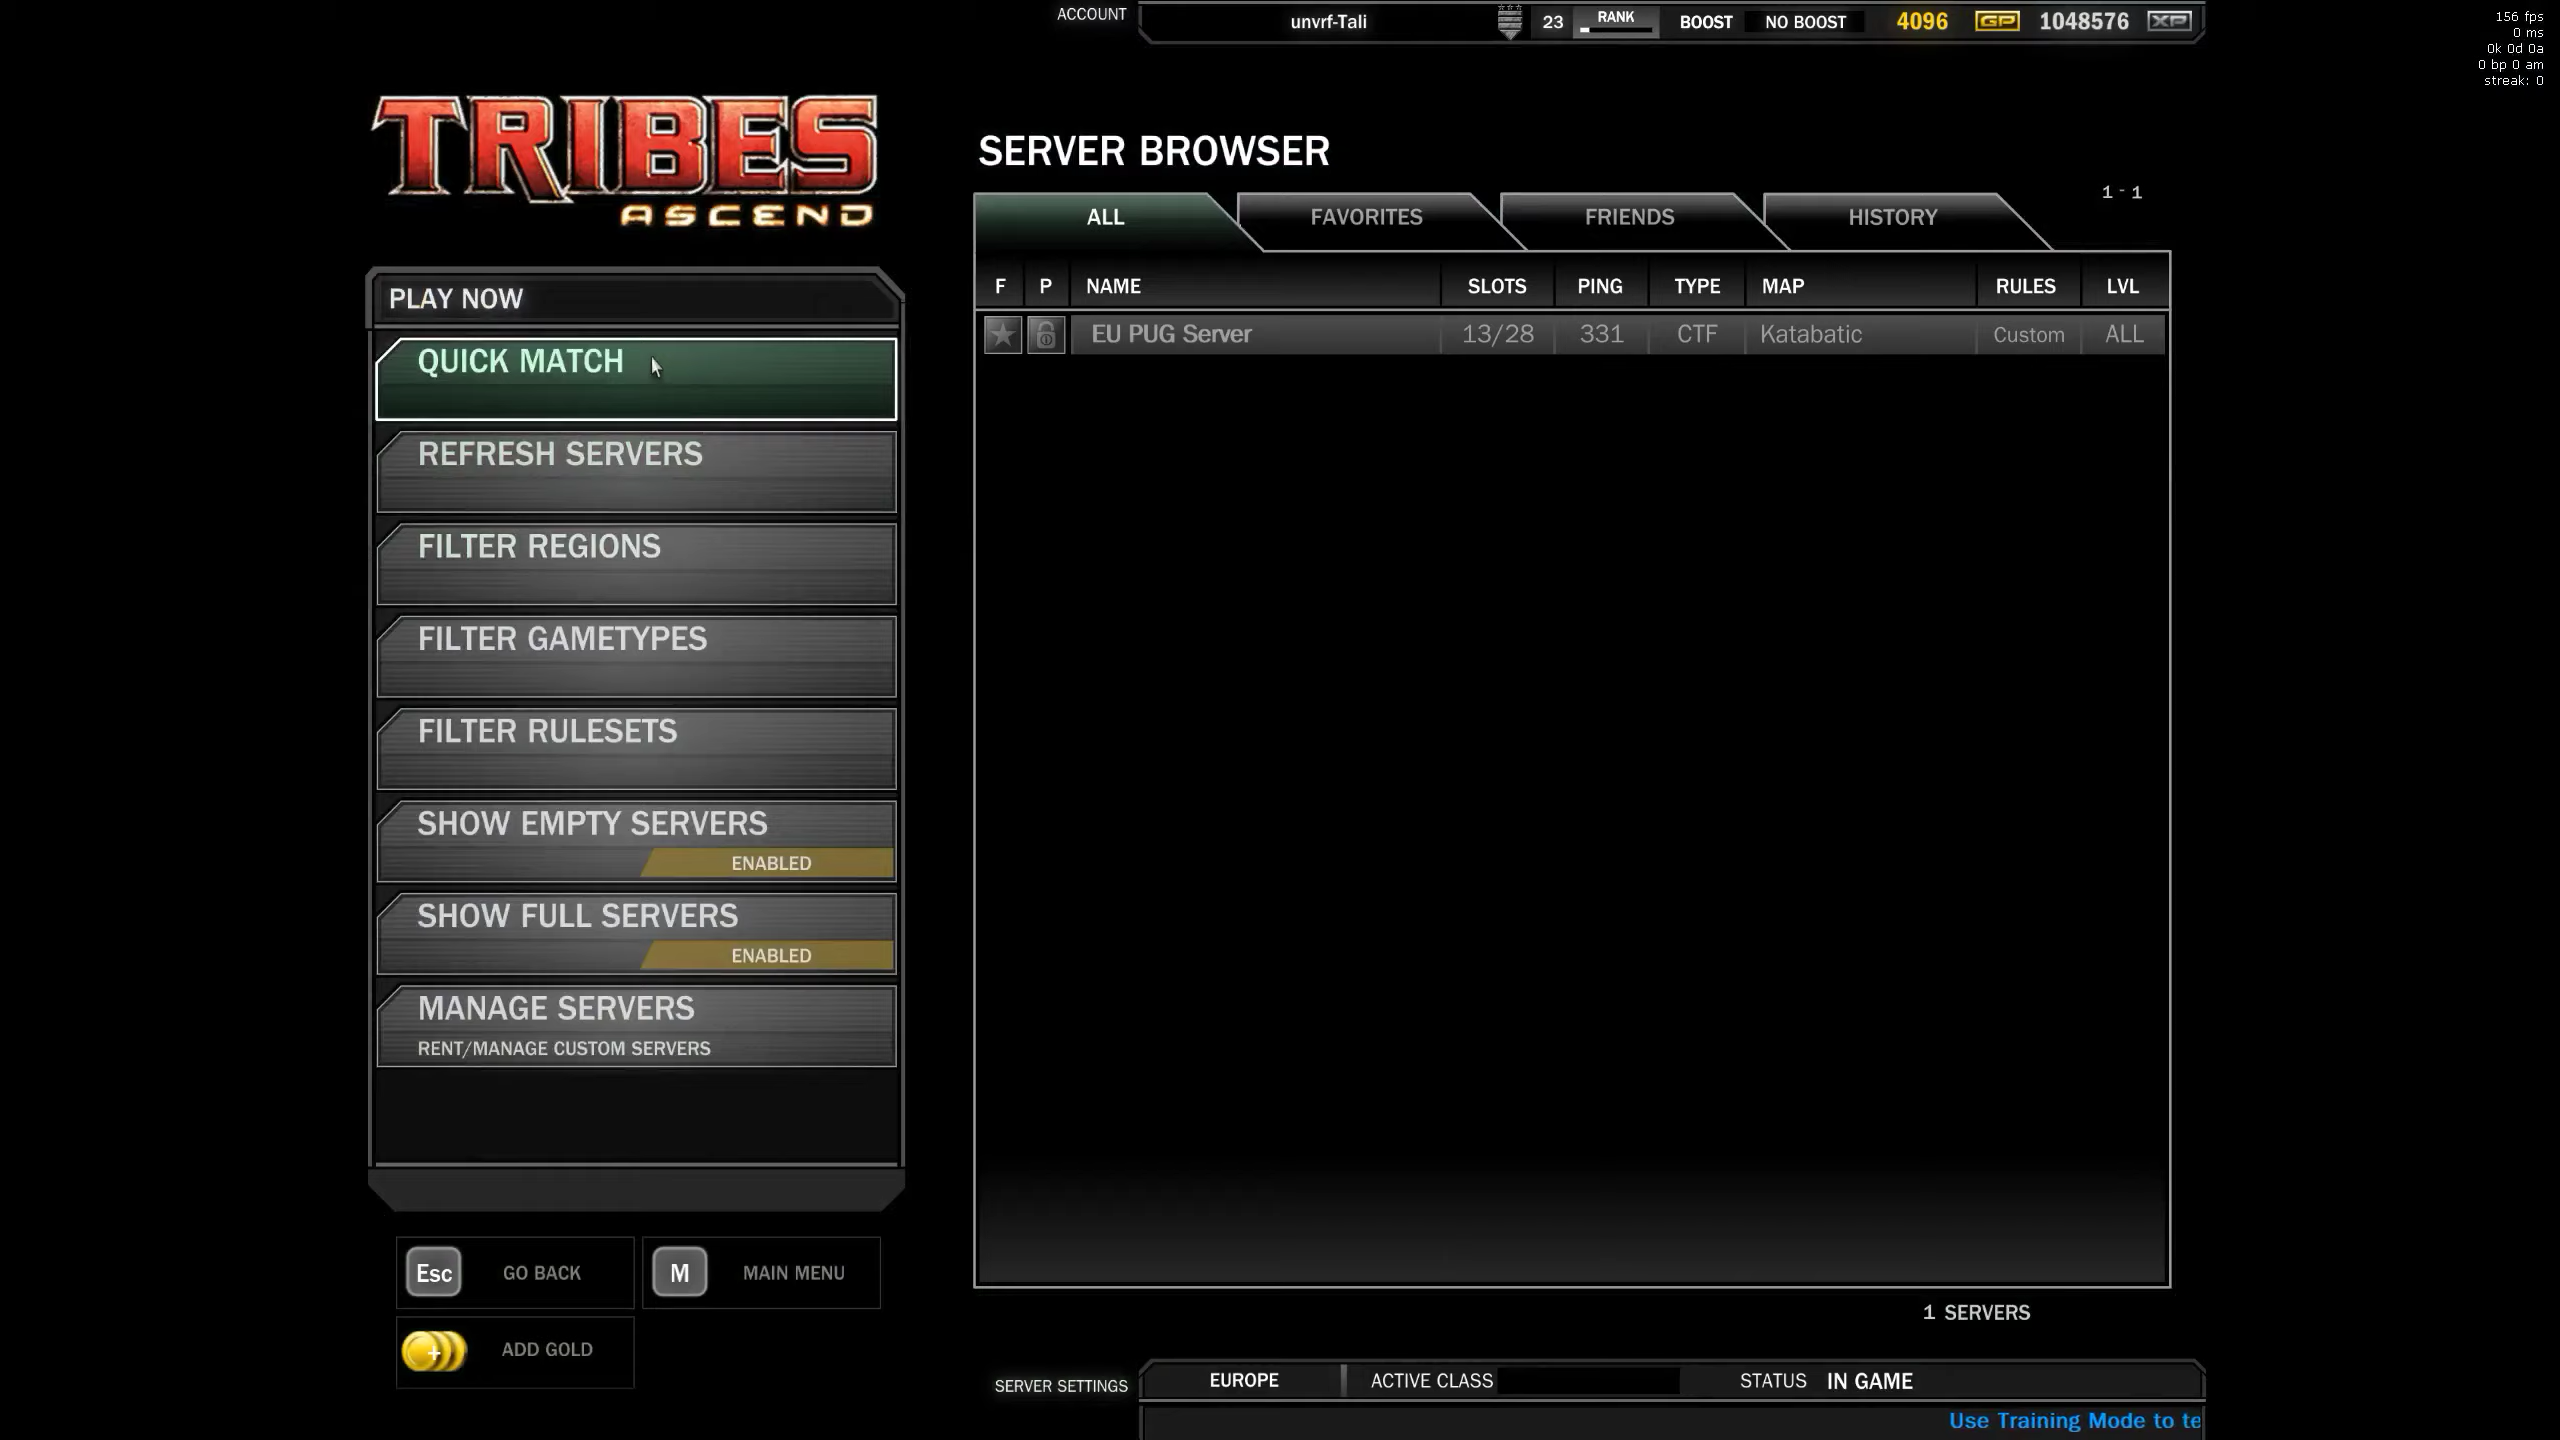 ACCOUNT unvrf-Tali 23 RANK BOOST NO BOOST 4096 GP 1048576 XP
156 fps
0 ms
0k 0d 0a
0 bp 0 am
streak: 0
TRIBES
ASCEND
PLAY NOW
QUICK MATCH
REFRESH SERVERS
FILTER REGIONS
FILTER GAMETYPES
FILTER RULESETS
SHOW EMPTY SERVERS
ENABLED
SHOW FULL SERVERS
ENABLED
MANAGE SERVERS
RENT/MANAGE CUSTOM SERVERS
Esc GO BACK M MAIN MENU
ADD GOLD
SERVER BROWSER
1 - 1
ALL FAVORITES FRIENDS HISTORY
F P NAME SLOTS PING TYPE MAP RULES LVL
EU PUG Server 13/28 331 CTF Katabatic Custom ALL
1 SERVERS
SERVER SETTINGS EUROPE ACTIVE CLASS STATUS IN GAME
Use Training Mode to te